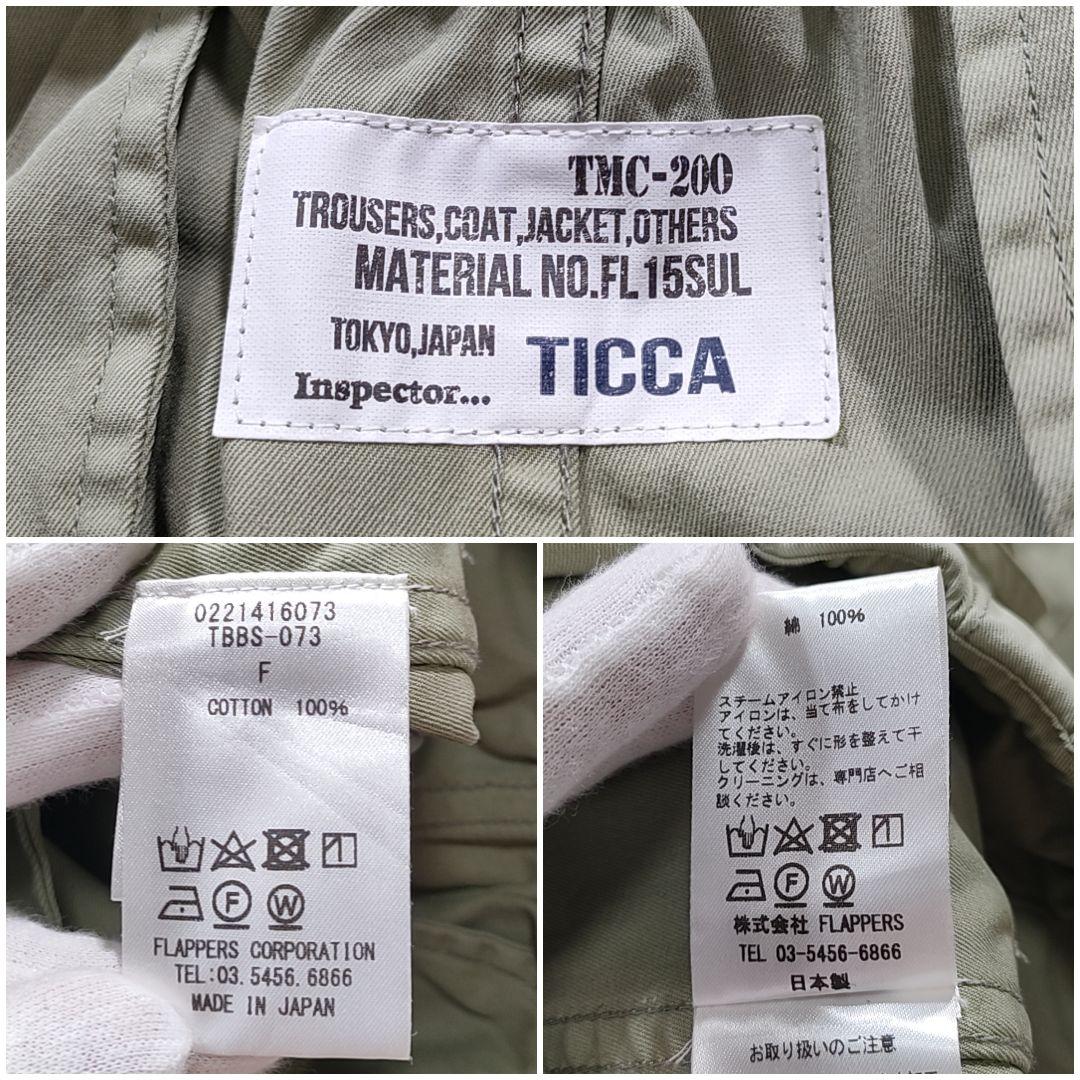 TMC-200
TROUSERS,COAT,JACKET,OTHERS
MATERIAL NO.FL15SUL
TOKYO,JAPAN
TICCA
Inspector...
0221416073
TBBS-073
F
COTTON 100%
F W
FLAPPERS CORPORATION
TEL:03.5456.6866
MADE IN JAPAN
綿 100%
スチームアイロン禁止
アイロンは、当て布をしてかけ
てください。
洗濯後は、すぐに形を整えて干
してください。
クリーニングは、専門店へご相
談ください。
F W
株式会社 FLAPPERS
TEL 03-5456-6866
日本製
お取り扱いのご注意